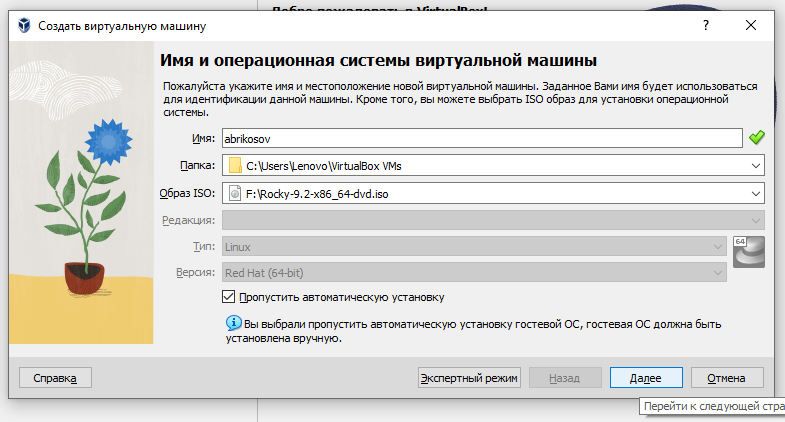 Добро пожаловать в VirtualBox!
Создать виртуальную машину
Имя и операционная системы виртуальной машины
Пожалуйста укажите имя и местоположение новой виртуальной машины. Заданное Вами имя будет использоваться
для идентификации данной машины. Кроме того, вы можете выбрать ISO образ для установки операционной
системы.
Имя: abrikosov
Папка: C:\Users\Lenovo\VirtualBox VMs
Образ ISO: F:\Rocky-9.2-x86_64-dvd.iso
Редакция:
Тип: Linux
64
Версия: Red Hat (64-bit)
Пропустить автоматическую установку
Вы выбрали пропустить автоматическую установку гостевой ОС, гостевая ОС должна быть
установлена вручную.
Справка Экспертный режим Назад Далее Отмена
Перейти к следующей стра